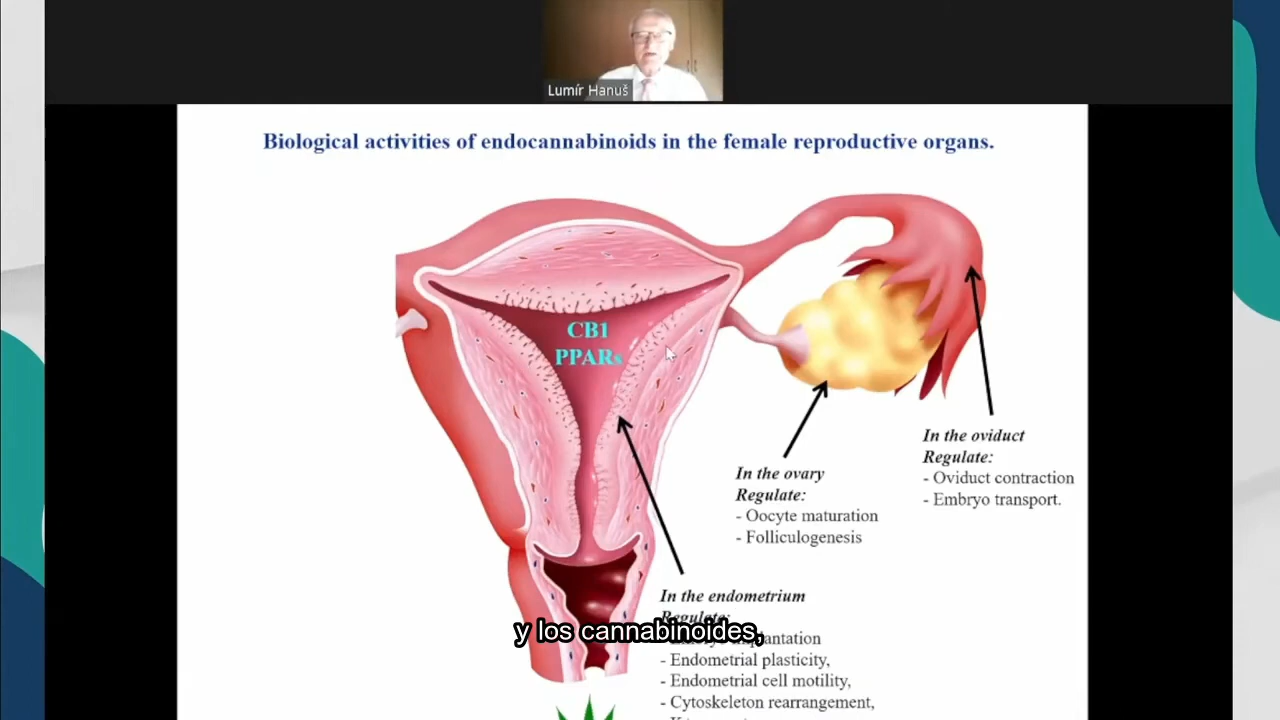 Lumír Hanuš
Biological activities of endocannabinoids in the female reproductive organs.
CB1
PPARs
In the oviduct
Regulate:
- Oviduct contraction
- Embryo transport.
In the ovary
Regulate:
- Oocyte maturation
- Folliculogenesis
In the endometrium
Regulate:
y los cannabinoides,
- Endometrial plasticity,
- Endometrial cell motility,
- Cytoskeleton rearrangement,